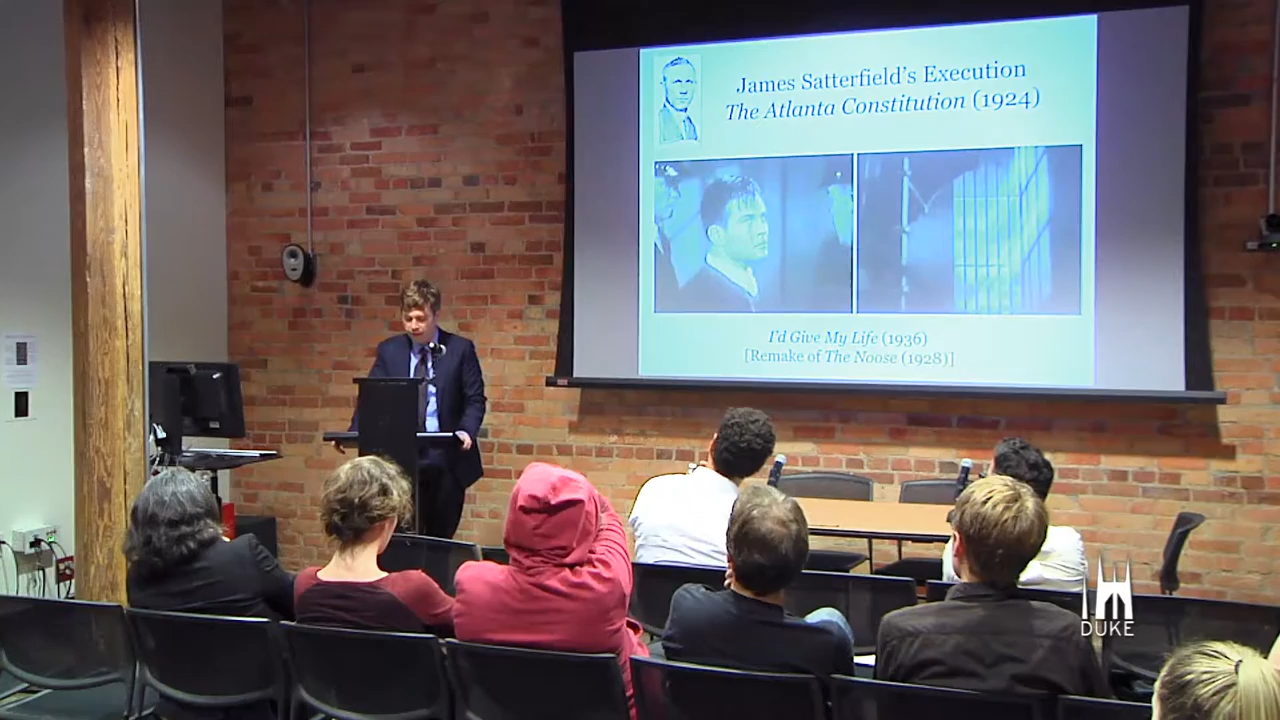 James Satterfield's Execution
The Atlanta Constitution (1924)
I'd Give My Life (1936)
[Remake of The Noose (1928)]
DUKE